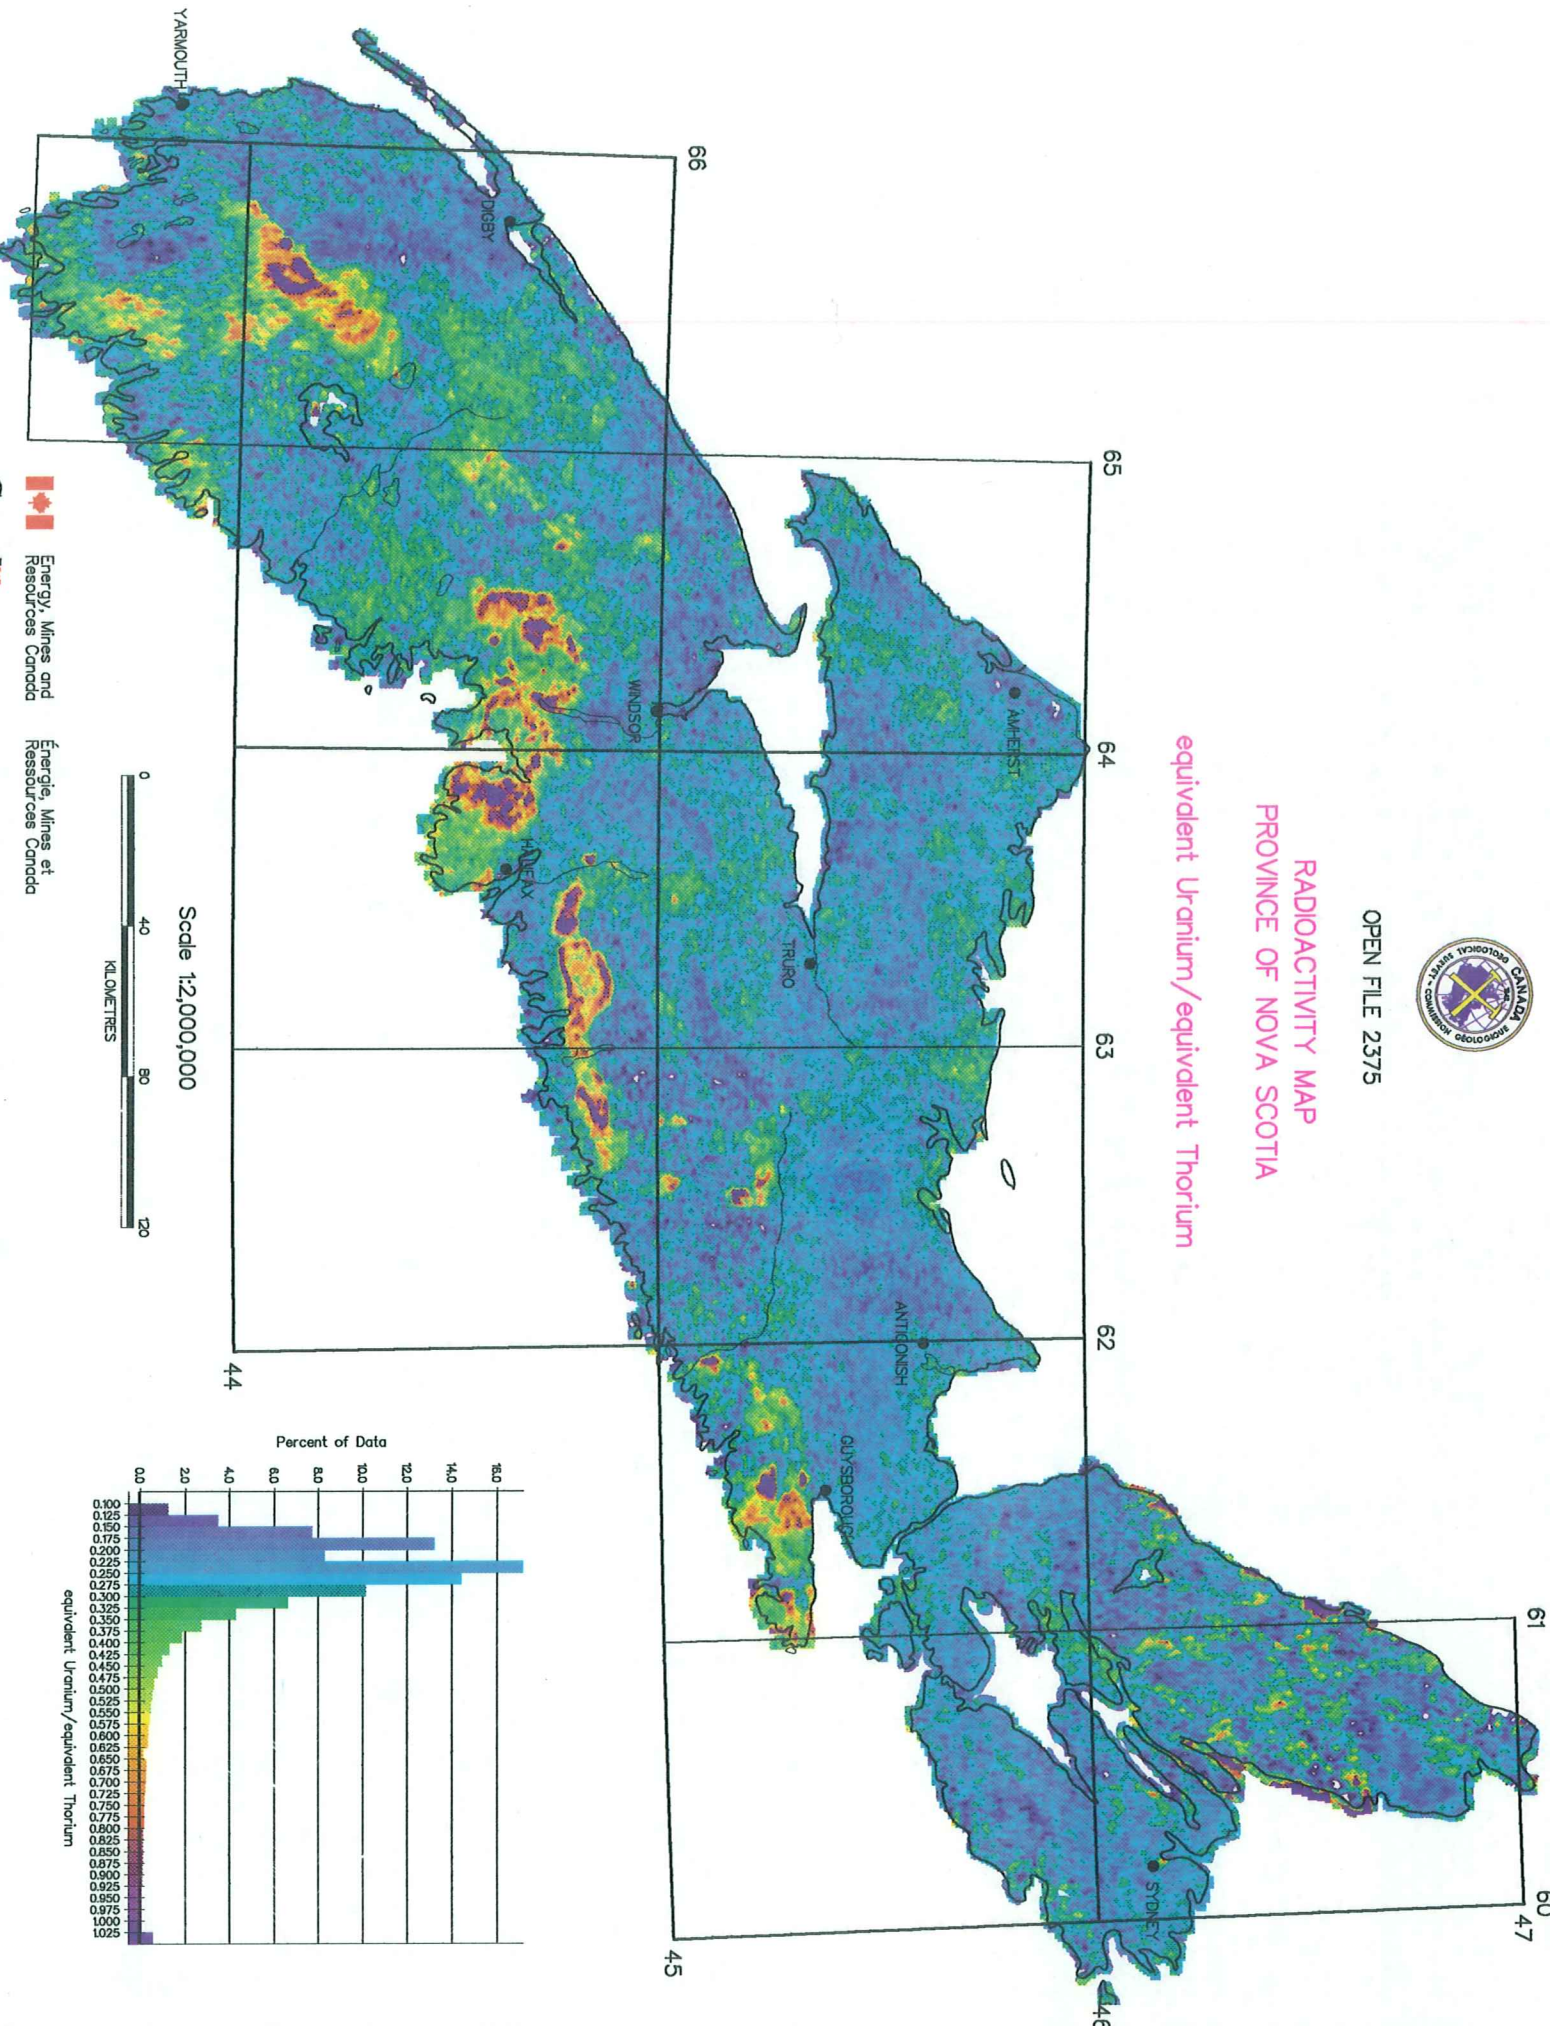 CANADA
GEOLOGICAL SURVEY - COMMISSION GÉOLOGIQUE
OPEN FILE 2375
RADIOACTIVITY MAP
PROVINCE OF NOVA SCOTIA
equivalent Uranium/equivalent Thorium
66
65
64
63
62
61
60
47
46
45
44
YARMOUTH
DIGBY
WINDSOR
AMHERST
HALIFAX
TRURO
ANTIGONISH
GUYSBOROUGH
SYDNEY
Energy, Mines and
Resources Canada
Énergie, Mines et
Ressources Canada
Scale 1:2,000,000
0 40 80 120
KILOMETRES
Percent of Data
16.0
14.0
12.0
10.0
8.0
6.0
4.0
2.0
0.0
0.100
0.125
0.150
0.175
0.200
0.225
0.250
0.275
0.300
0.325
0.350
0.375
0.400
0.425
0.450
0.475
0.500
0.525
0.550
0.575
0.600
0.625
0.650
0.675
0.700
0.725
0.750
0.775
0.800
0.825
0.850
0.875
0.900
0.925
0.950
0.975
1.000
1.025
equivalent Uranium/equivalent Thorium